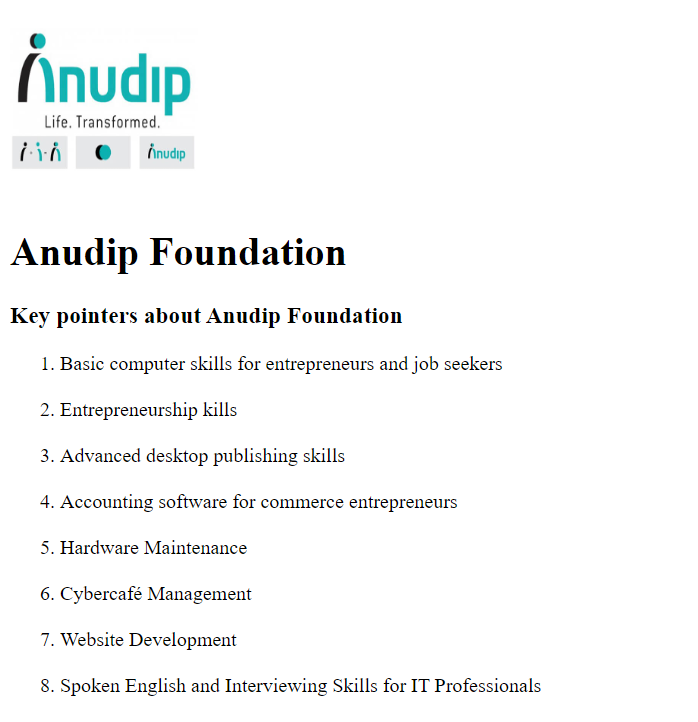 Anudip
Life. Transformed.
Anudip
Anudip Foundation
Key pointers about Anudip Foundation
1. Basic computer skills for entrepreneurs and job seekers
2. Entrepreneurship kills
3. Advanced desktop publishing skills
4. Accounting software for commerce entrepreneurs
5. Hardware Maintenance
6. Cybercafé Management
7. Website Development
8. Spoken English and Interviewing Skills for IT Professionals